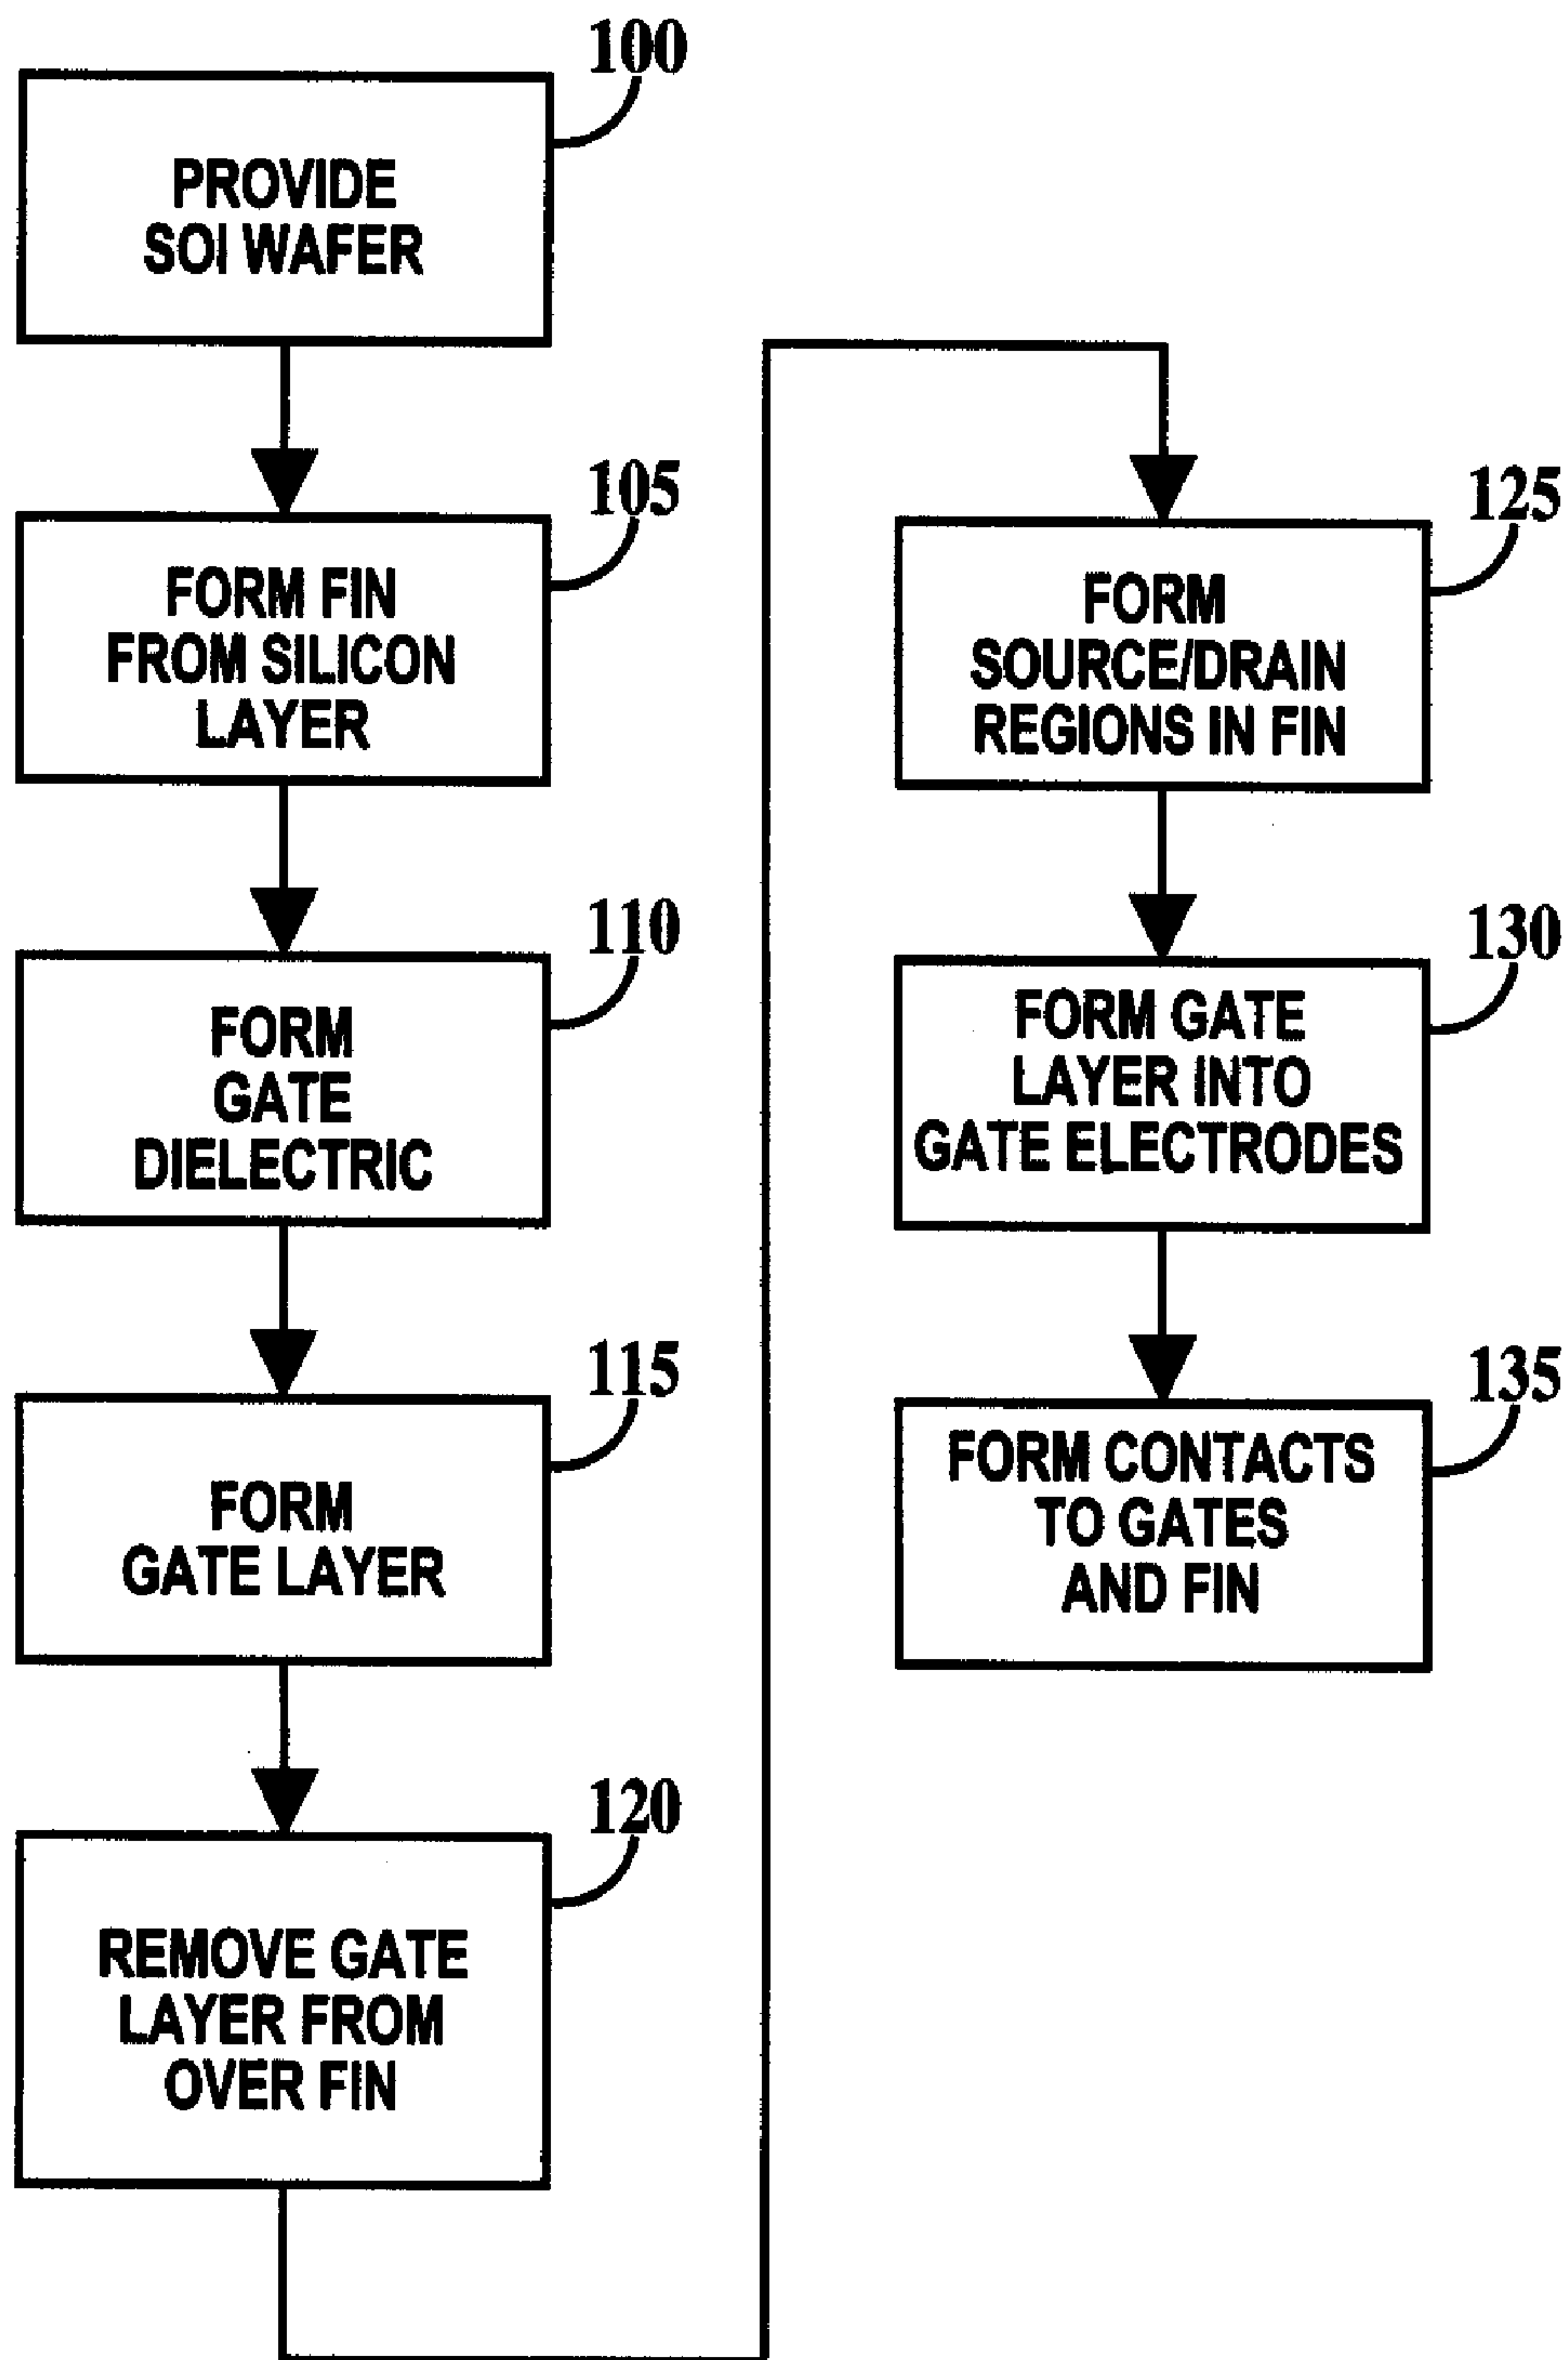 100
PROVIDE
SOI WAFER
105
FORM FIN
FROM SILICON
LAYER
110
FORM
GATE
DIELECTRIC
115
FORM
GATE LAYER
120
REMOVE GATE
LAYER FROM
OVER FIN
125
FORM
SOURCE/DRAIN
REGIONS IN FIN
130
FORM GATE
LAYER INTO
GATE ELECTRODES
135
FORM CONTACTS
TO GATES
AND FIN